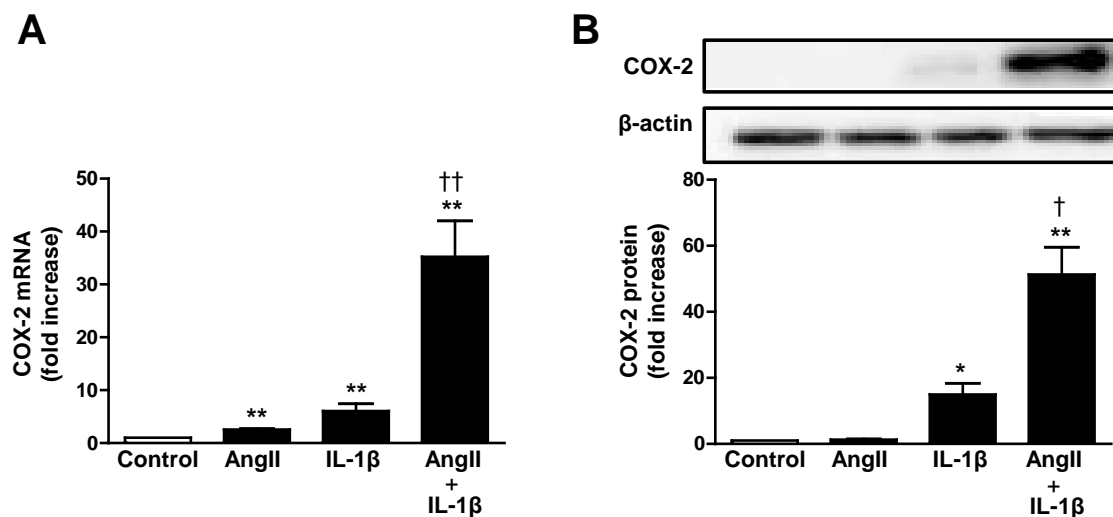 A
COX-2 mRNA
(fold increase)
50
40
30
20
10
0
††
**
**
**
Control
AngII
IL-1β
AngII
+
IL-1β
B
COX-2
β-actin
COX-2 protein
(fold increase)
80
60
40
20
0
†
**
*
Control
AngII
IL-1β
AngII
+
IL-1β